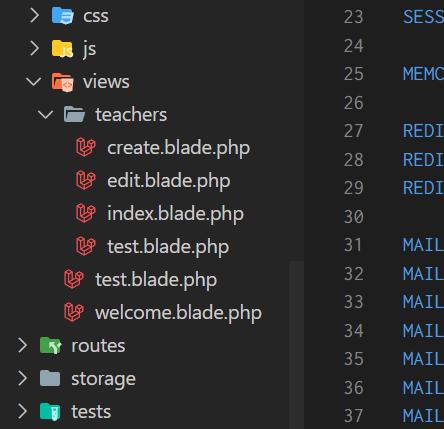 css
js
views
teachers
create.blade.php
edit.blade.php
index.blade.php
test.blade.php
test.blade.php
welcome.blade.php
routes
storage
tests
23 SESS
24
25 MEMC
26
27 REDI
28 REDI
29 REDI
30
31 MAIL
32 MAIL
33 MAIL
34 MAIL
35 MAIL
36 MAIL
37 MAIL